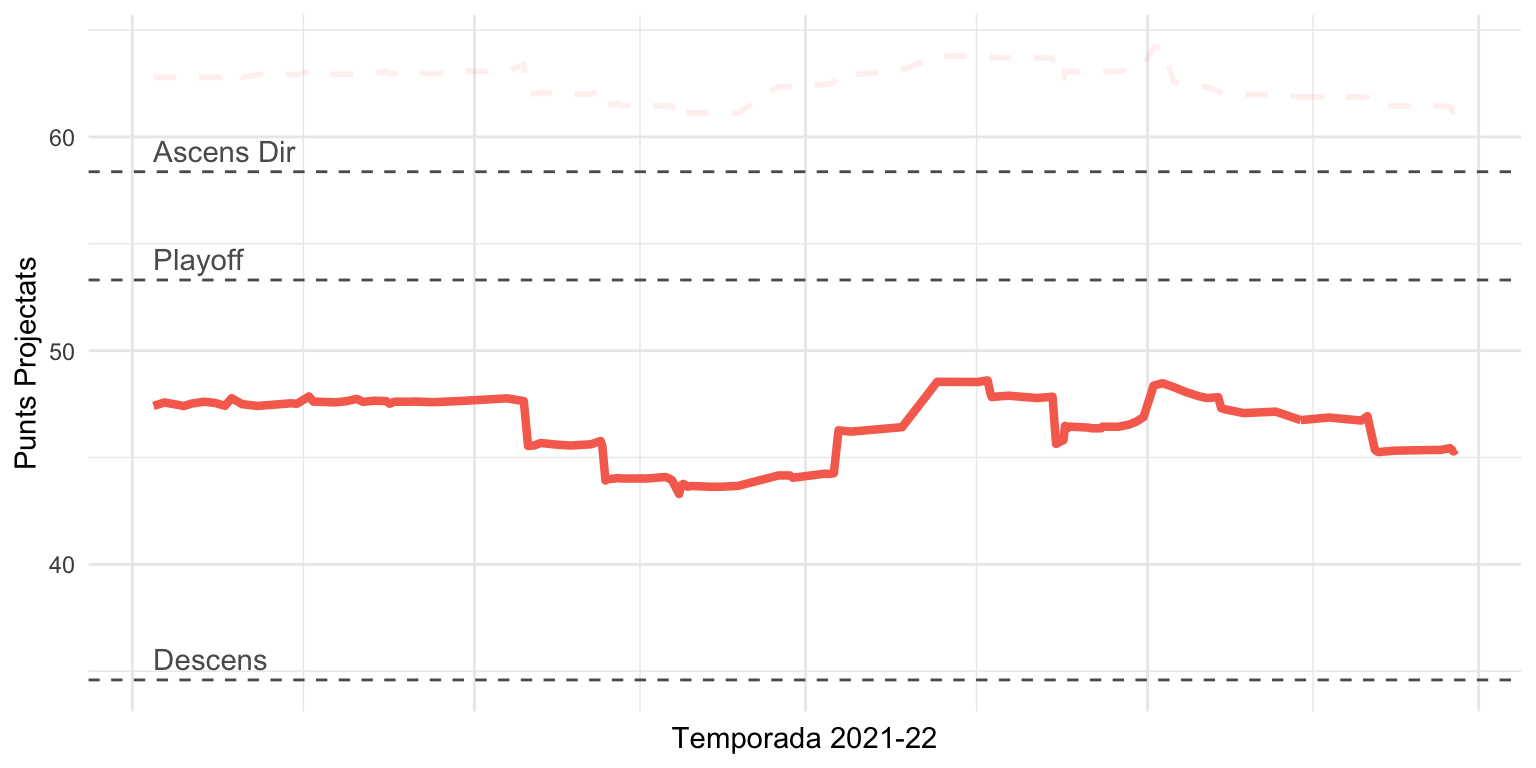 60
Ascens Dir
Playoff
50
40
Descens
Punts Projectats
Temporada 2021-22